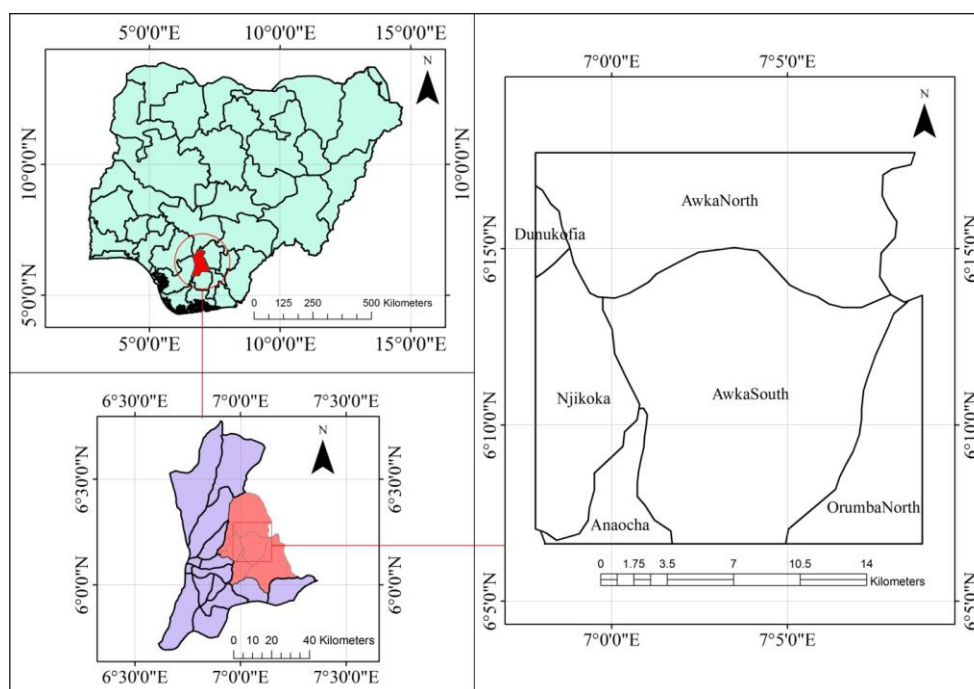 5°0'0"E 10°0'0"E 15°0'0"E
N
10°0'0"N
10°0'0"N
5°0'0"N
5°0'0"N
0 125 250 500 Kilometers
5°0'0"E 10°0'0"E 15°0'0"E
6°30'0"E 7°0'0"E 7°30'0"E
N
6°30'0"N
6°30'0"N
6°0'0"N
6°0'0"N
0 10 20 40 Kilometers
6°30'0"E 7°0'0"E 7°30'0"E
7°0'0"E 7°5'0"E
N
AwkaNorth
Dunukofia
6°15'0"N
6°15'0"N
Njikoka
AwkaSouth
6°10'0"N
6°10'0"N
Anaocha
OrumbaNorth
0 1.75 3.5 7 10.5 14
Kilometers
6°5'0"N
6°5'0"N
7°0'0"E 7°5'0"E